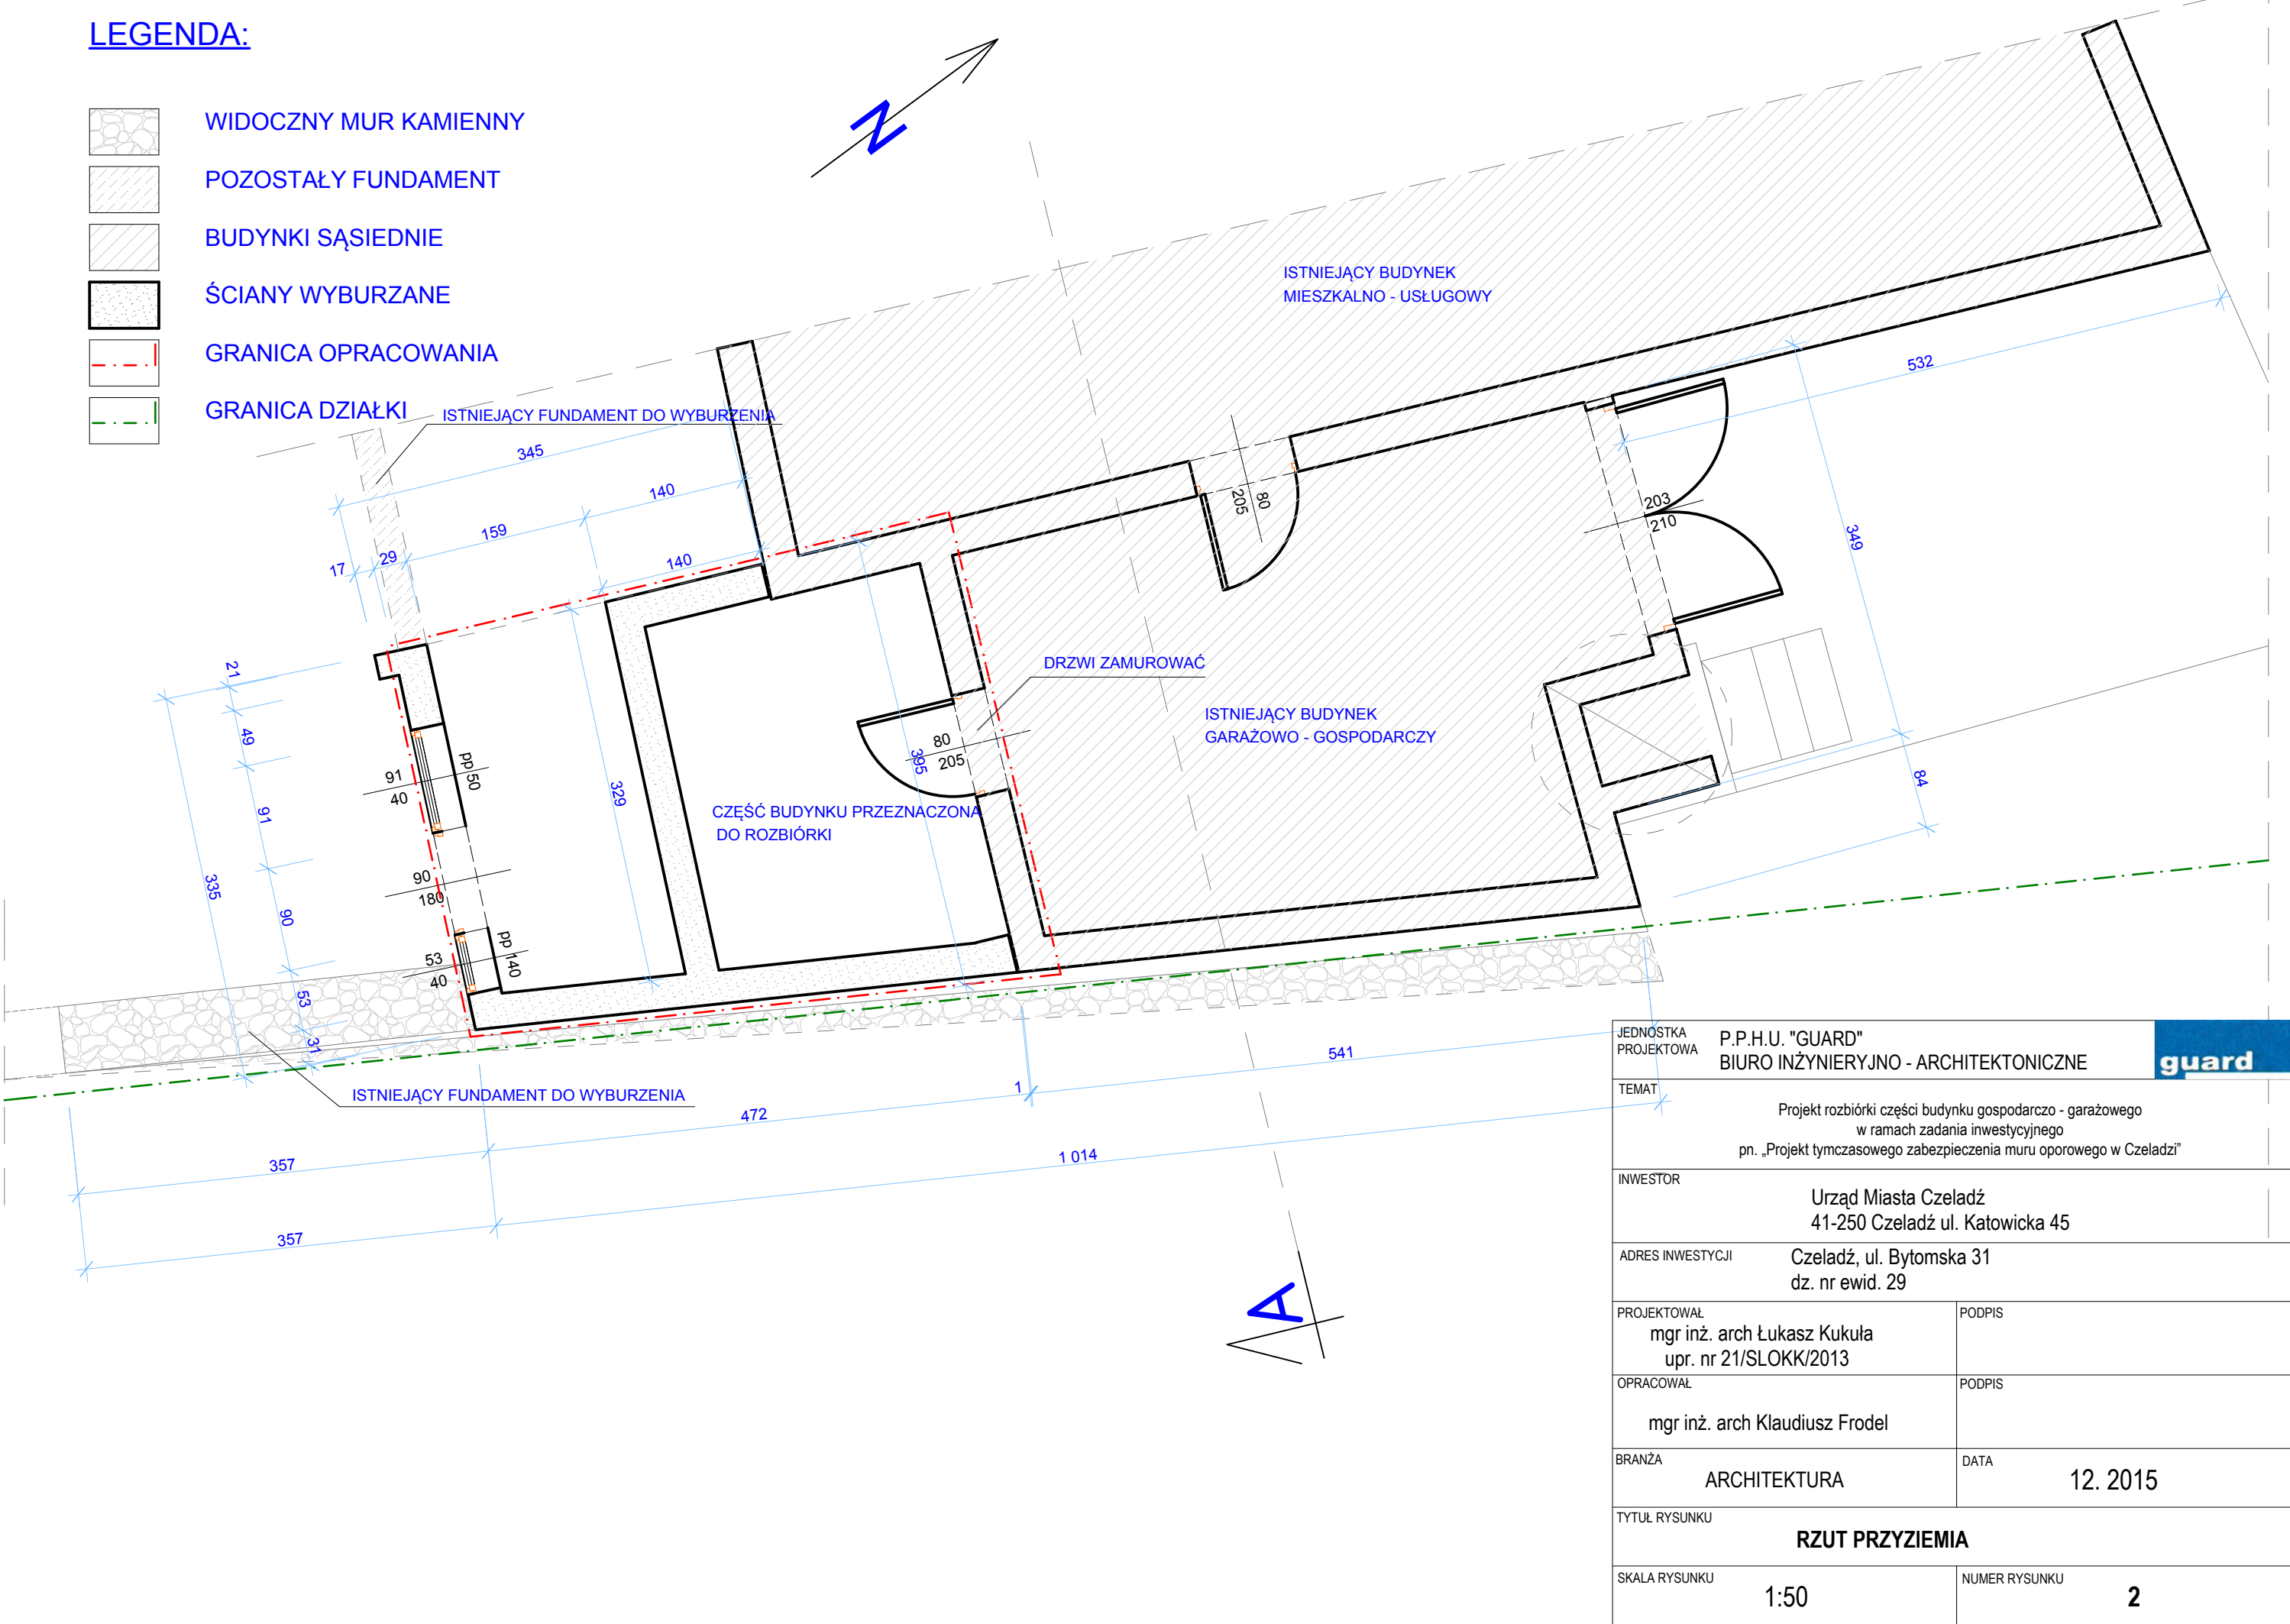 LEGENDA:
WIDOCZNY MUR KAMIENNY
POZOSTAŁY FUNDAMENT
BUDYNKI SĄSIEDNIE
ŚCIANY WYBURZANE
GRANICA OPRACOWANIA
GRANICA DZIAŁKI
N
ISTNIEJĄCY FUNDAMENT DO WYBURZENIA
ISTNIEJĄCY BUDYNEK
MIESZKALNO - USŁUGOWY
532
345
140
159
29
17
140
80
205
203
210
349
21
49
91
335
90
53
31
91
40
pp 50
90
180
53
40
pp 140
329
395
80
205
DRZWI ZAMUROWAĆ
CZĘŚĆ BUDYNKU PRZEZNACZONA
DO ROZBIÓRKI
ISTNIEJĄCY BUDYNEK
GARAŻOWO - GOSPODARCZY
84
ISTNIEJĄCY FUNDAMENT DO WYBURZENIA
541
1
472
357
1 014
357
A
JEDNOSTKA
PROJEKTOWA
P.P.H.U. "GUARD"
BIURO INŻYNIERYJNO - ARCHITEKTONICZNE
guard
TEMAT
Projekt rozbiórki części budynku gospodarczo - garażowego
w ramach zadania inwestycyjnego
pn. „Projekt tymczasowego zabezpieczenia muru oporowego w Czeladzi”
INWESTOR
Urząd Miasta Czeladź
41-250 Czeladź ul. Katowicka 45
ADRES INWESTYCJI
Czeladź, ul. Bytomska 31
dz. nr ewid. 29
PROJEKTOWAŁ
mgr inż. arch Łukasz Kukuła
upr. nr 21/SLOKK/2013
PODPIS
OPRACOWAŁ
mgr inż. arch Klaudiusz Frodel
PODPIS
BRANŻA
ARCHITEKTURA
DATA
12. 2015
TYTUŁ RYSUNKU
RZUT PRZYZIEMIA
SKALA RYSUNKU
1:50
NUMER RYSUNKU
2